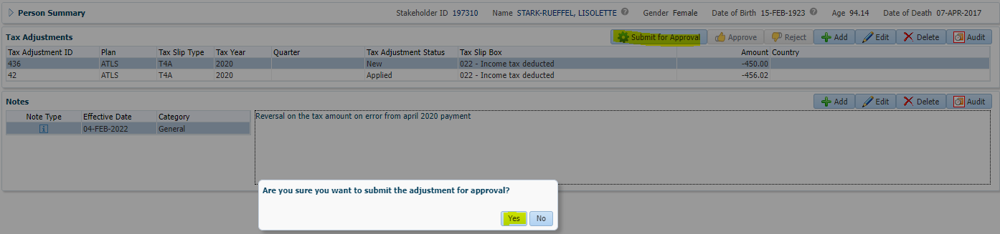 Person Summary Stakeholder ID 197310 Name STARK-RUEFFEL, LISOLETTE Gender Female Date of Birth 15-FEB-1923 Age 94.14 Date of Death 07-APR-2017
Tax Adjustments Submit for Approval Approve Reject Add Edit Delete Audit
Tax Adjustment ID Plan Tax Slip Type Tax Year Quarter Tax Adjustment Status Tax Slip Box Amount Country
436 ATLS T4A 2020 New 022 - Income tax deducted -450.00
42 ATLS T4A 2020 Applied 022 - Income tax deducted -456.02
Notes Add Edit Delete Audit
Note Type Effective Date Category
04-FEB-2022 General
Reversal on the tax amount on error from april 2020 payment
Are you sure you want to submit the adjustment for approval?
Yes No